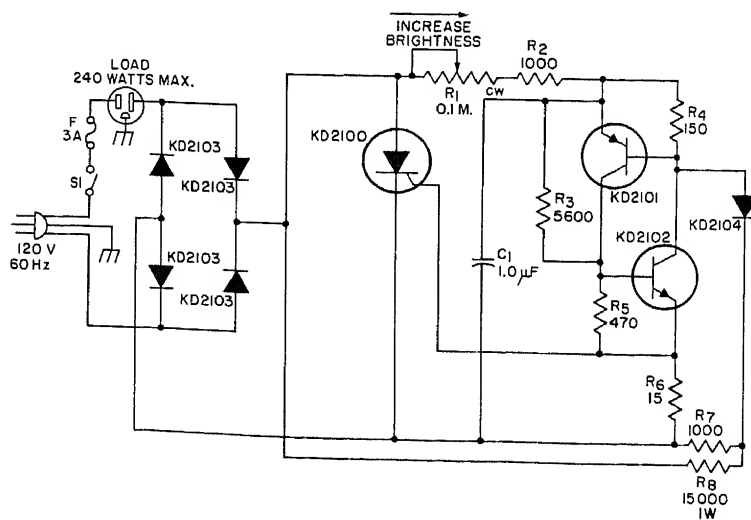 INCREASE
BRIGHTNESS
LOAD
240 WATTS MAX.
R2
1000
R1
0.1 M.
CW
F
3A
S1
KD2103
KD2103
KD2100
R4
150
KD2101
R3
5600
KD2104
KD2102
120 V
60 Hz
KD2103
KD2103
C1
1.0 µF
R5
470
R6
15
R7
1000
R8
15000
1W